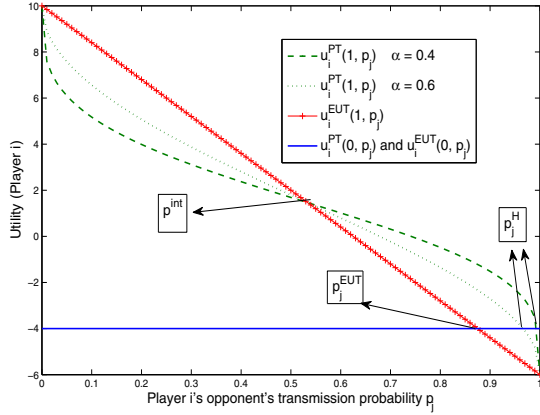 10
8
6
4
2
0
−2
−4
−6
Utility (Player i)
u_i^PT(1, p_j) α = 0.4
u_i^PT(1, p_j) α = 0.6
u_i^EUT(1, p_j)
u_i^PT(0, p_j) and u_i^EUT(0, p_j)
p^int
p_j^H
p_j^EUT
0 0.1 0.2 0.3 0.4 0.5 0.6 0.7 0.8 0.9 1
Player i's opponent's transmission probability p_j